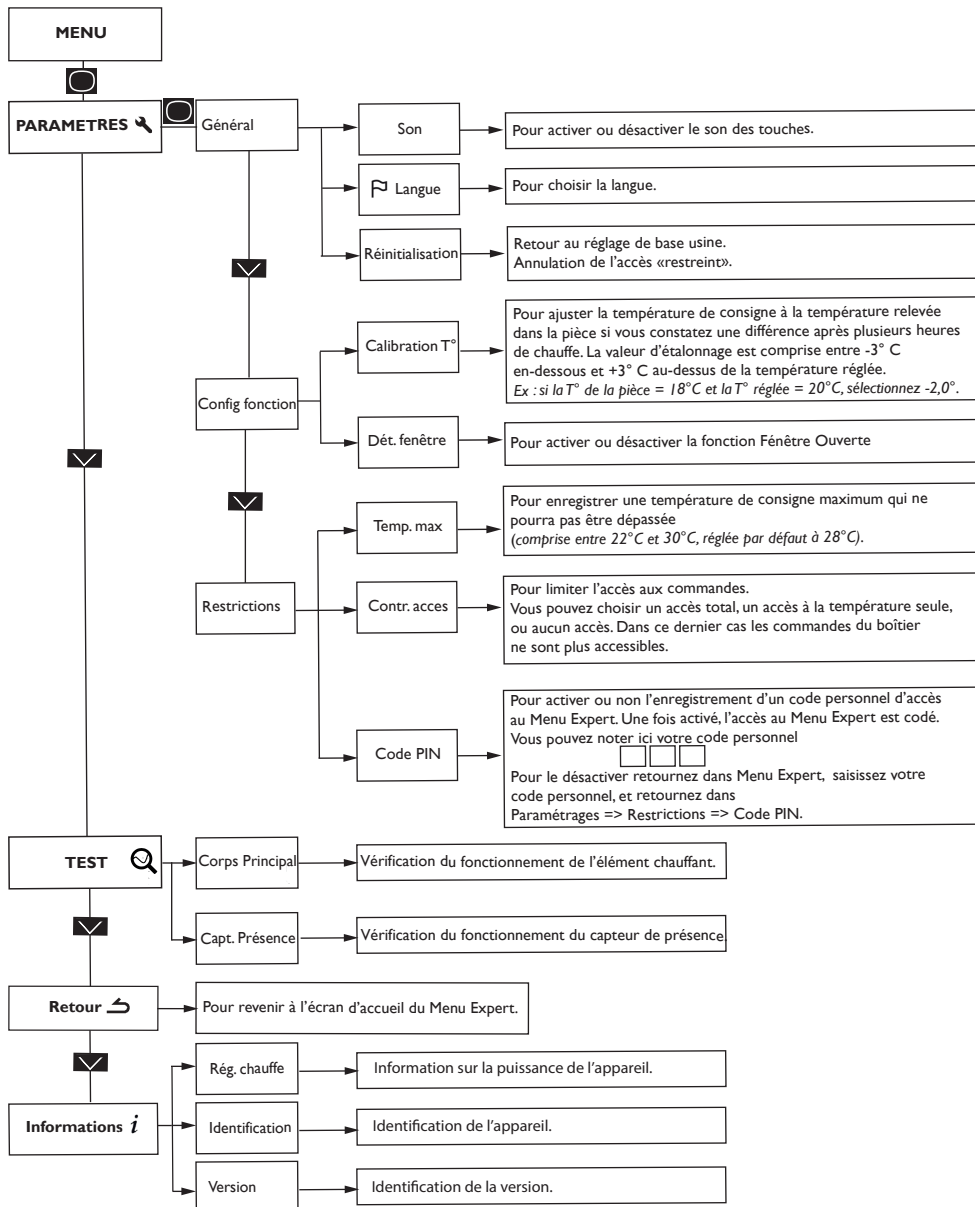 MENU
PARAMETRES
Général
Son
Pour activer ou désactiver le son des touches.
Langue
Pour choisir la langue.
Réinitialisation
Retour au réglage de base usine.
Annulation de l'accès «restreint».
Config fonction
Calibration T°
Pour ajuster la température de consigne à la température relevée
dans la pièce si vous constatez une différence après plusieurs heures
de chauffe. La valeur d'étalonnage est comprise entre -3° C
en-dessous et +3° C au-dessus de la température réglée.
Ex : si la T° de la pièce = 18°C et la T° réglée = 20°C, sélectionnez -2,0°.
Dét. fenêtre
Pour activer ou désactiver la fonction Fénêtre Ouverte
Restrictions
Temp. max
Pour enregistrer une température de consigne maximum qui ne
pourra pas être dépassée
(comprise entre 22°C et 30°C, réglée par défaut à 28°C).
Contr. acces
Pour limiter l'accès aux commandes.
Vous pouvez choisir un accès total, un accès à la température seule,
ou aucun accès. Dans ce dernier cas les commandes du boîtier
ne sont plus accessibles.
Code PIN
Pour activer ou non l'enregistrement d'un code personnel d'accès
au Menu Expert. Une fois activé, l'accès au Menu Expert est codé.
Vous pouvez noter ici votre code personnel
Pour le désactiver retournez dans Menu Expert, saisissez votre
code personnel, et retournez dans
Paramétrages => Restrictions => Code PIN.
TEST
Corps Principal
Vérification du fonctionnement de l'élément chauffant.
Capt. Présence
Vérification du fonctionnement du capteur de présence.
Retour
Pour revenir à l'écran d'accueil du Menu Expert.
Informations i
Rég. chauffe
Information sur la puissance de l'appareil.
Identification
Identification de l'appareil.
Version
Identification de la version.